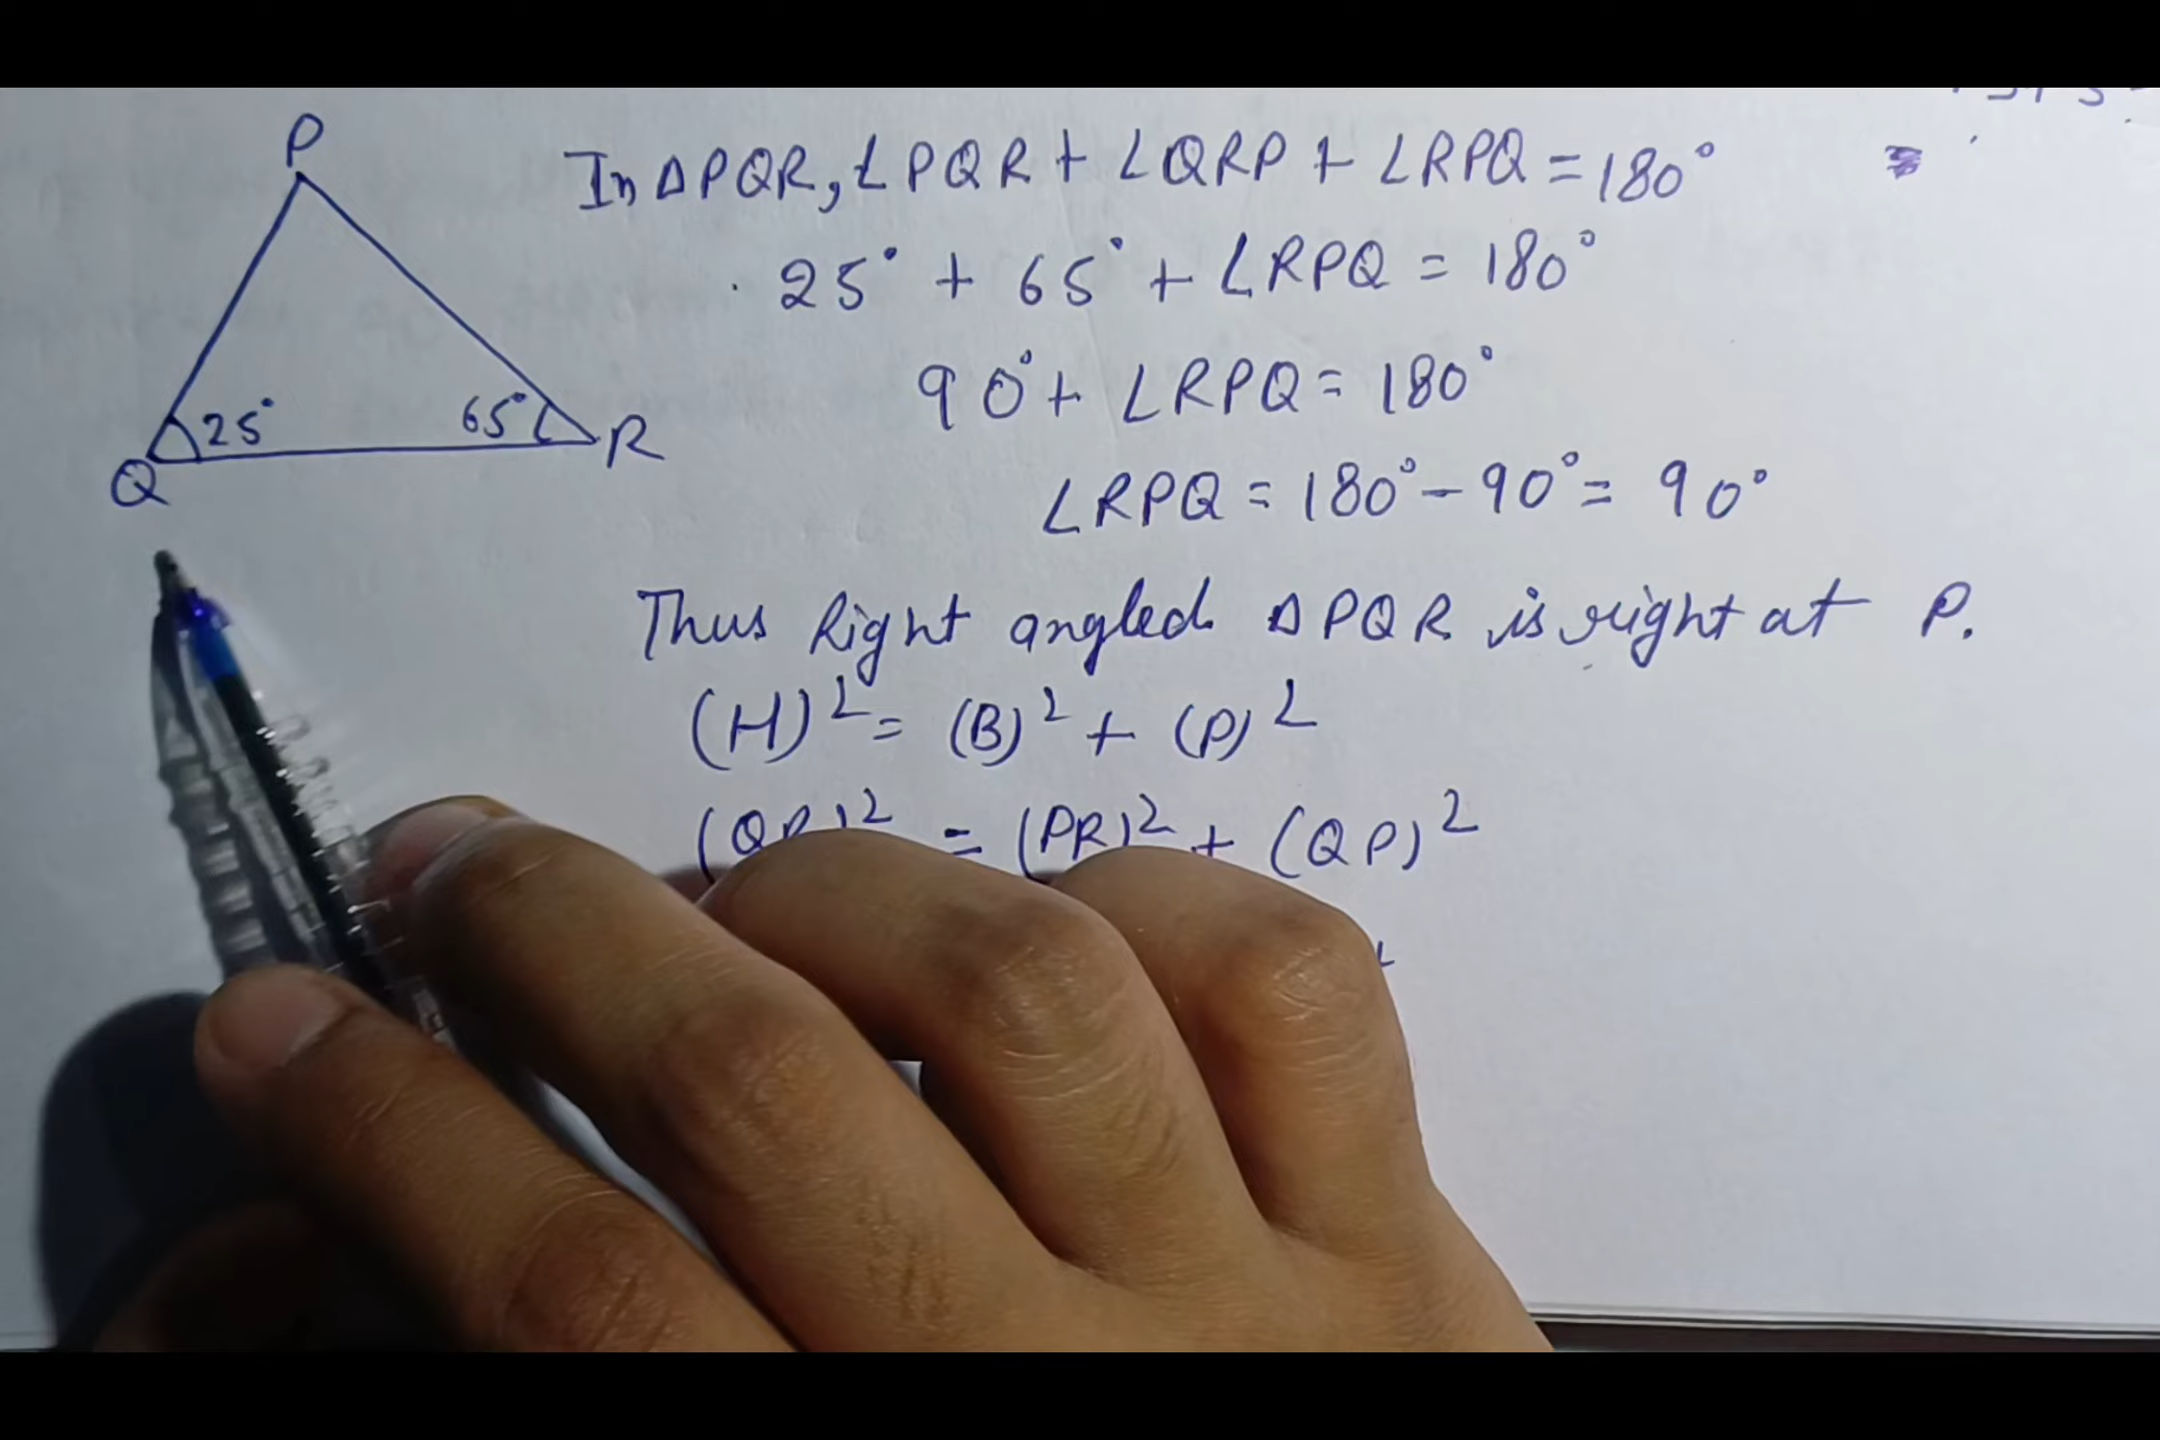 P
In ΔPQR, ∠PQR + ∠QRP + ∠RPQ = 180°
25° + 65° + ∠RPQ = 180°
90° + ∠RPQ = 180°
25° 65°
Q R
∠RPQ = 180° - 90° = 90°
Thus Right angled ΔPQR is right at P.
(H)² = (B)² + (P)²
= (PR)² + (QP)²